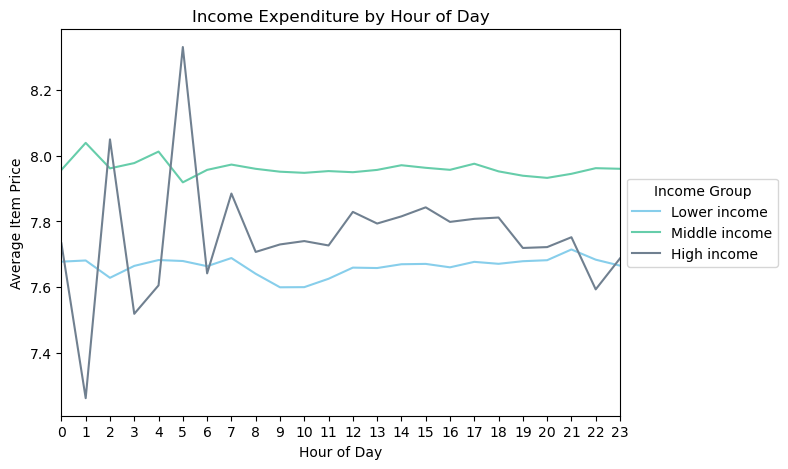 Income Expenditure by Hour of Day
8.2
8.0
7.8
7.6
7.4
Average Item Price
0 1 2 3 4 5 6 7 8 9 10 11 12 13 14 15 16 17 18 19 20 21 22 23
Hour of Day
Income Group
Lower income
Middle income
High income